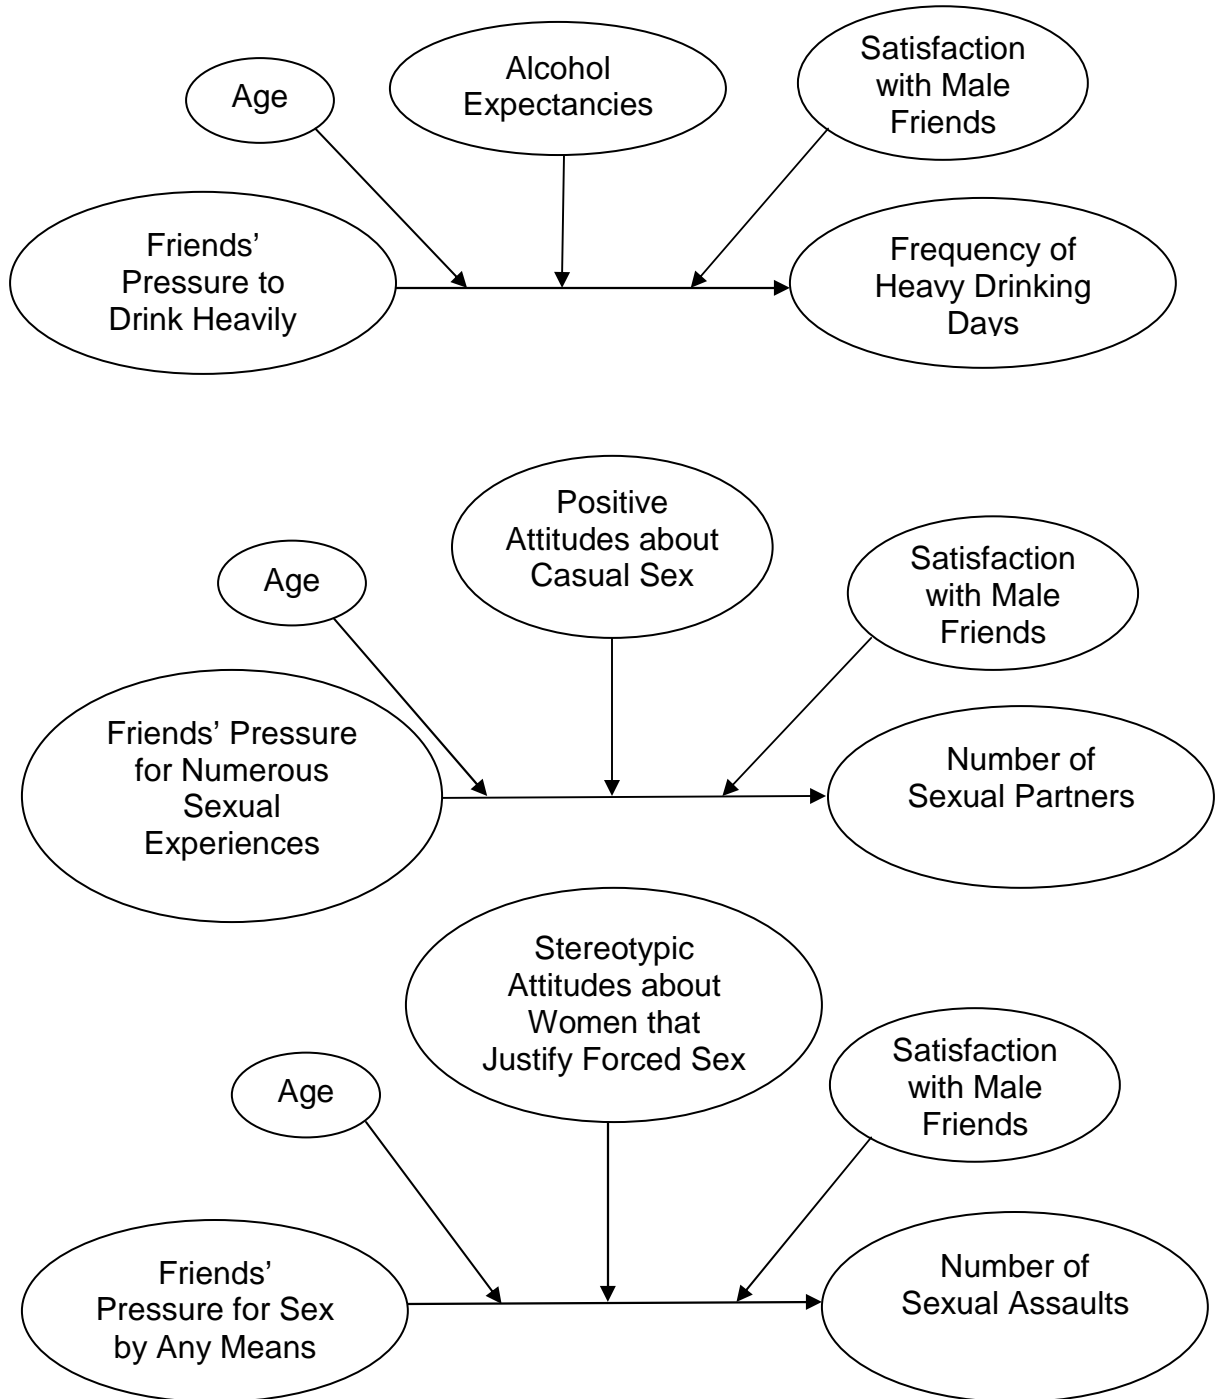 Age
Alcohol
Expectancies
Satisfaction
with Male
Friends
Friends’
Pressure to
Drink Heavily
Frequency of
Heavy Drinking
Days
Positive
Attitudes about
Casual Sex
Age
Satisfaction
with Male
Friends
Friends’ Pressure
for Numerous
Sexual
Experiences
Number of
Sexual Partners
Stereotypic
Attitudes about
Women that
Justify Forced Sex
Age
Satisfaction
with Male
Friends
Friends’
Pressure for Sex
by Any Means
Number of
Sexual Assaults